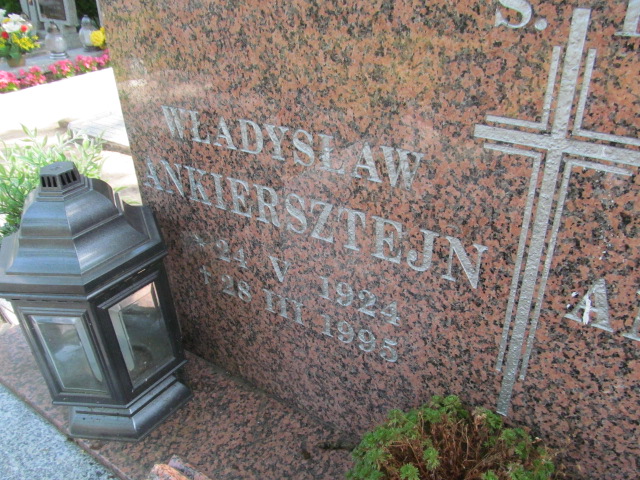 Ś.
WŁADYSŁAW
ANKIERSZTEJN
* 24 V 1924
† 28 III 1995